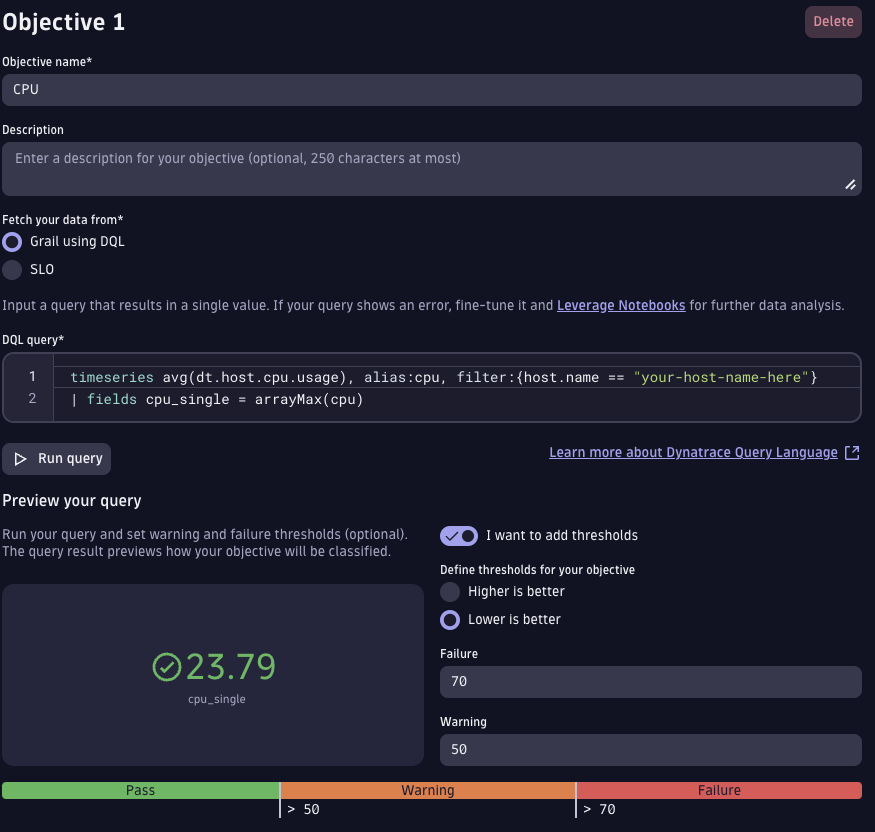 Objective 1
Delete
Objective name*
CPU
Description
Enter a description for your objective (optional, 250 characters at most)
Fetch your data from*
Grail using DQL
SLO
Input a query that results in a single value. If your query shows an error, fine-tune it and Leverage Notebooks for further data analysis.
DQL query*
1 timeseries avg(dt.host.cpu.usage), alias:cpu, filter:{host.name == "your-host-name-here"}
2 | fields cpu_single = arrayMax(cpu)
Run query
Learn more about Dynatrace Query Language
Preview your query
Run your query and set warning and failure thresholds (optional).
The query result previews how your objective will be classified.
I want to add thresholds
Define thresholds for your objective
Higher is better
Lower is better
23.79
cpu_single
Failure
70
Warning
50
Pass Warning Failure
> 50 > 70